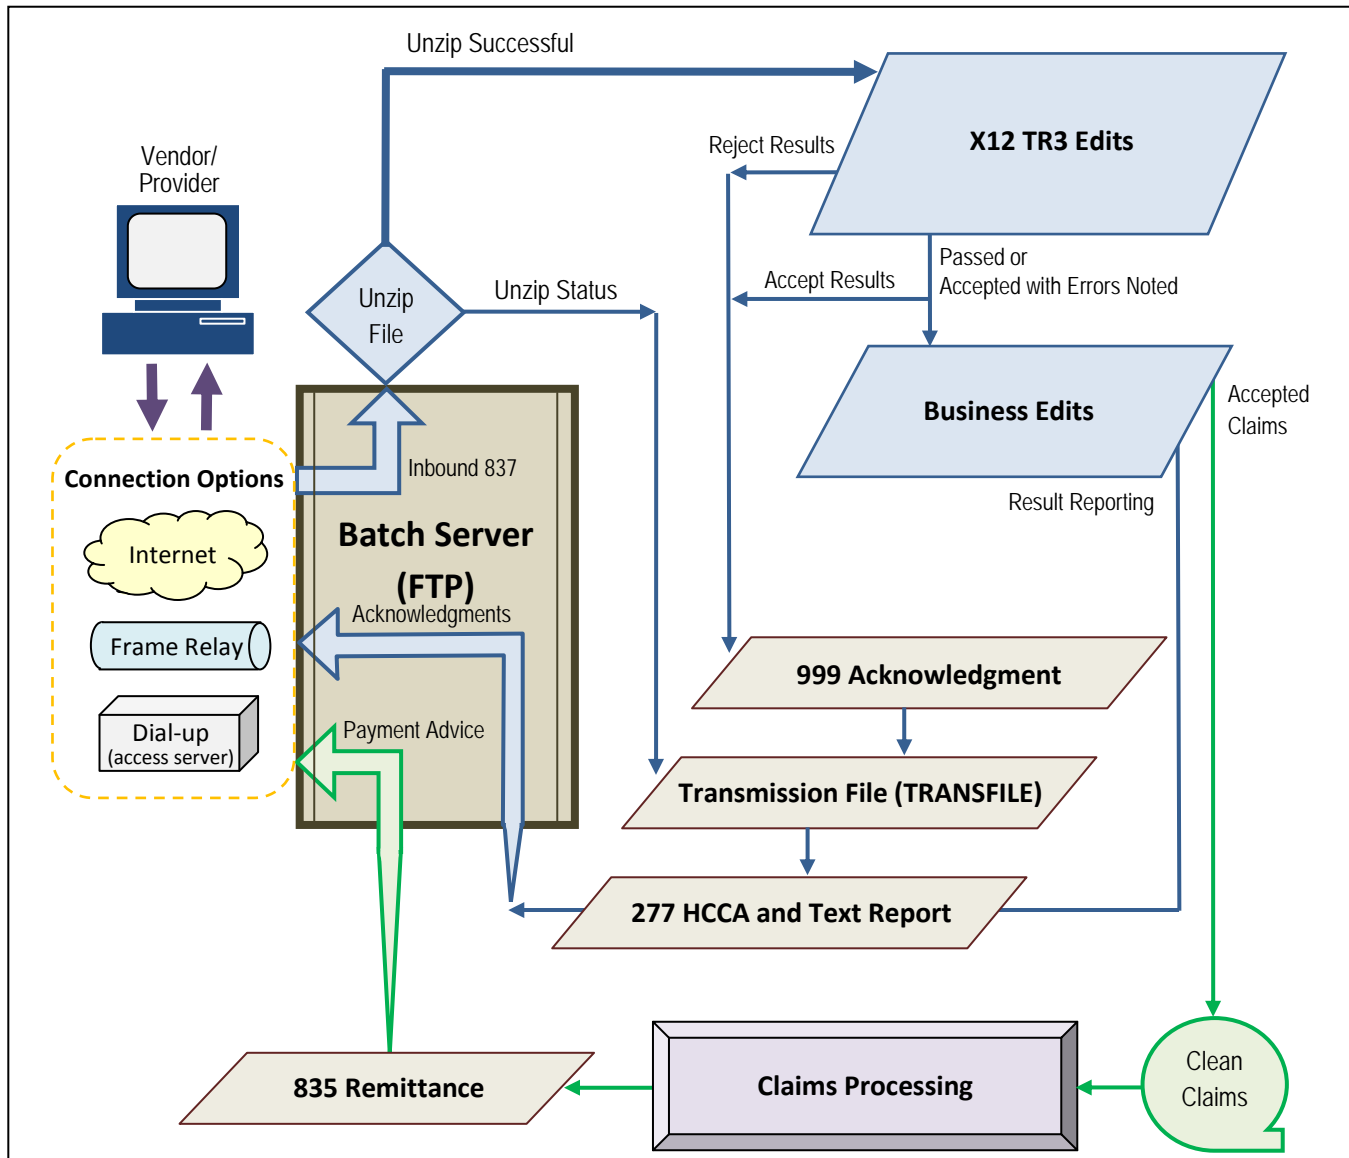 Unzip Successful
X12 TR3 Edits
Reject Results
Vendor/
Provider
Passed or
Accepted with Errors Noted
Accept Results
Unzip Status
Unzip
File
Business Edits
Accepted
Claims
Result Reporting
Connection Options
Inbound 837
Internet
Batch Server
(FTP)
Acknowledgments
Frame Relay
999 Acknowledgment
Dial-up
(access server)
Payment Advice
Transmission File (TRANSFILE)
277 HCCA and Text Report
835 Remittance
Claims Processing
Clean
Claims